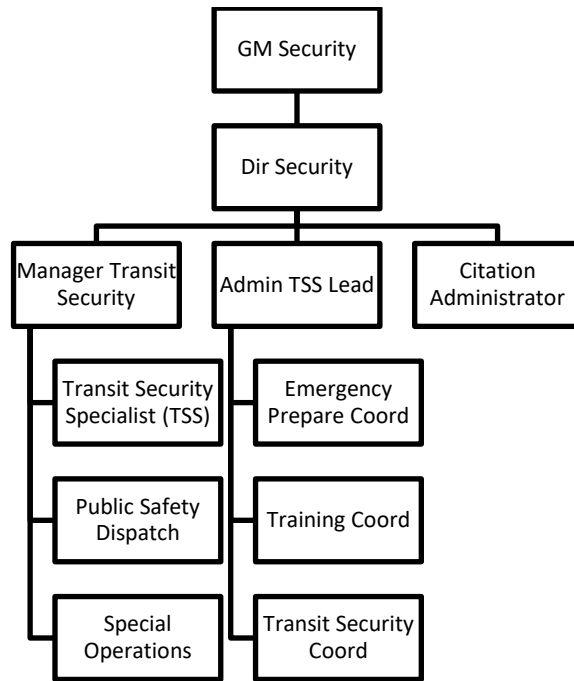 GM Security
Dir Security
Manager Transit
Security
Admin TSS Lead
Citation
Administrator
Transit Security
Specialist (TSS)
Emergency
Prepare Coord
Public Safety
Dispatch
Training Coord
Special
Operations
Transit Security
Coord